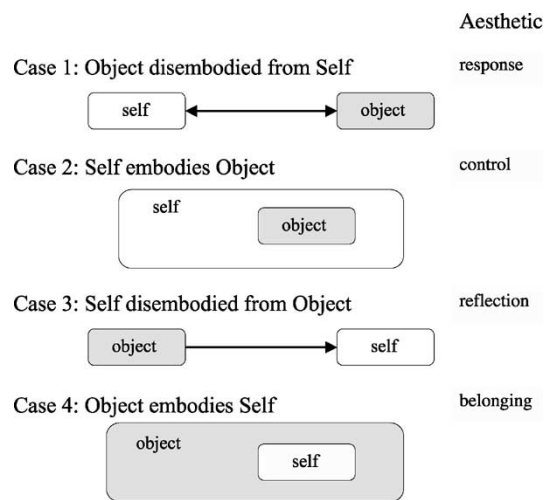 Aesthetic
Case 1: Object disembodied from Self response
self object
Case 2: Self embodies Object control
self
object
Case 3: Self disembodied from Object reflection
object self
Case 4: Object embodies Self belonging
object
self